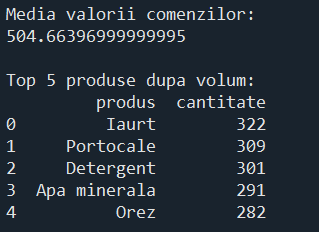 Media valorii comenzilor:
504.66396999999995
Top 5 produse dupa volum:
produs cantitate
0 Iaurt 322
1 Portocale 309
2 Detergent 301
3 Apa minerala 291
4 Orez 282